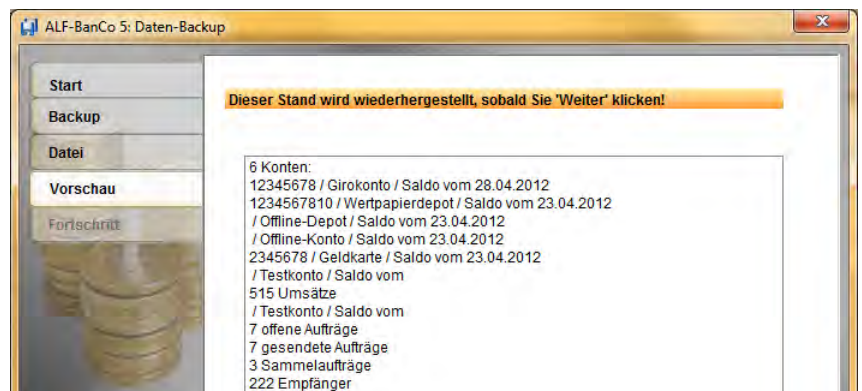 ALF-BanCo 5: Daten-Backup
Start
Backup
Datei
Vorschau
Fortschritt
Dieser Stand wird wiederhergestellt, sobald Sie 'Weiter' klicken!
6 Konten:
12345678 / Girokonto / Saldo vom 28.04.2012
1234567810 / Wertpapierdepot / Saldo vom 23.04.2012
/ Offline-Depot / Saldo vom 23.04.2012
/ Offline-Konto / Saldo vom 23.04.2012
2345678 / Geldkarte / Saldo vom 23.04.2012
/ Testkonto / Saldo vom
515 Umsätze
/ Testkonto / Saldo vom
7 offene Aufträge
7 gesendete Aufträge
3 Sammelaufträge
222 Empfänger